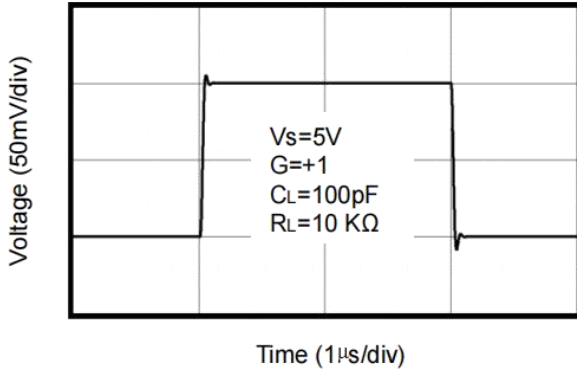 Voltage (50mV/div)
Vs=5V
G=+1
CL=100pF
RL=10 KΩ
Time (1μs/div)